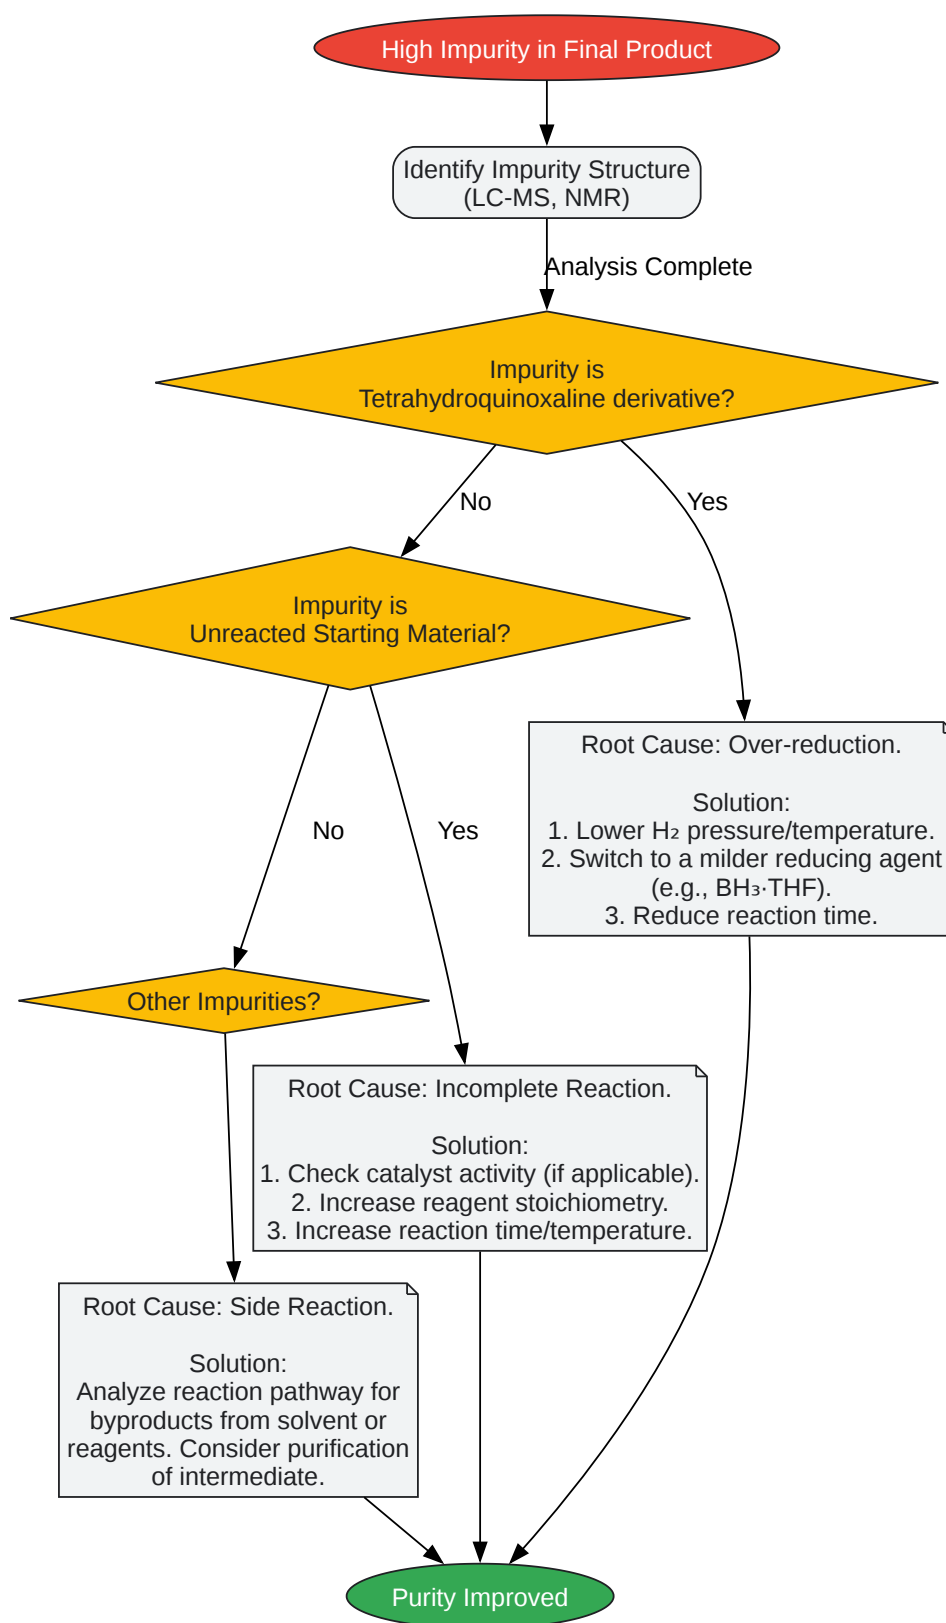 High Impurity in Final Product
Identify Impurity Structure
(LC-MS, NMR)
Analysis Complete
Impurity is
Tetrahydroquinoxaline derivative?
No
Yes
Impurity is
Unreacted Starting Material?
Root Cause: Over-reduction.
Solution:
1. Lower H₂ pressure/temperature.
2. Switch to a milder reducing agent
(e.g., BH₃·THF).
3. Reduce reaction time.
No
Yes
Other Impurities?
Root Cause: Incomplete Reaction.
Solution:
1. Check catalyst activity (if applicable).
2. Increase reagent stoichiometry.
3. Increase reaction time/temperature.
Root Cause: Side Reaction.
Solution:
Analyze reaction pathway for
byproducts from solvent or
reagents. Consider purification
of intermediate.
Purity Improved